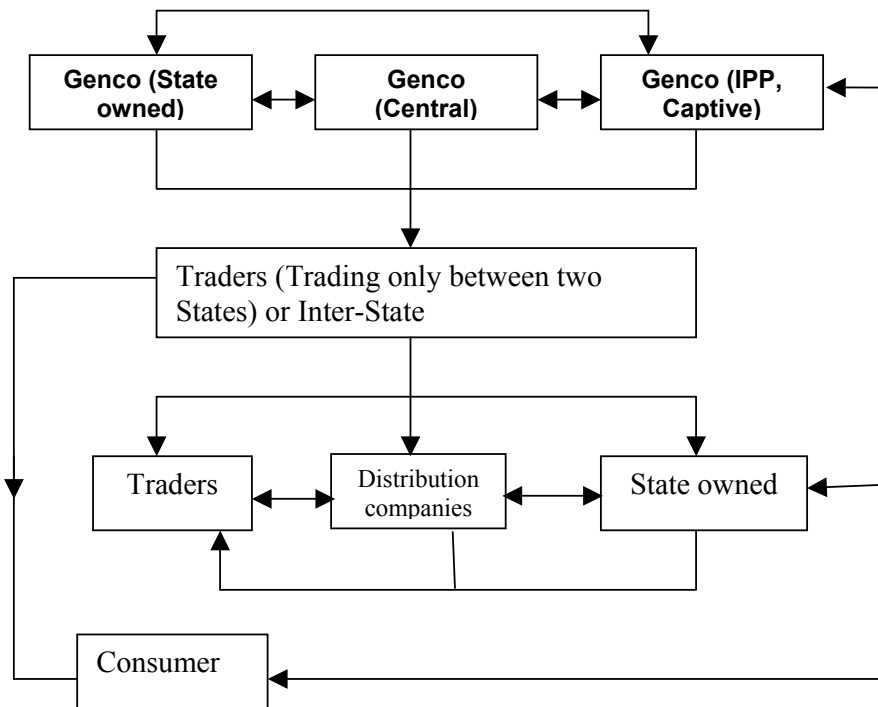 Genco (State
owned)
Genco
(Central)
Genco (IPP,
Captive)
Traders (Trading only between two
States) or Inter-State
Traders
Distribution
companies
State owned
Consumer